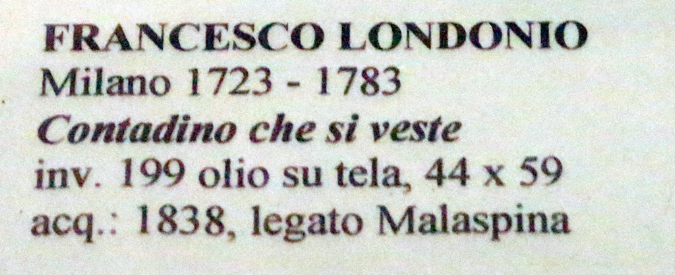 FRANCESCO LONDONIO
Milano 1723 - 1783
Contadino che si veste
inv. 199 olio su tela, 44 x 59
acq.: 1838, legato Malaspina